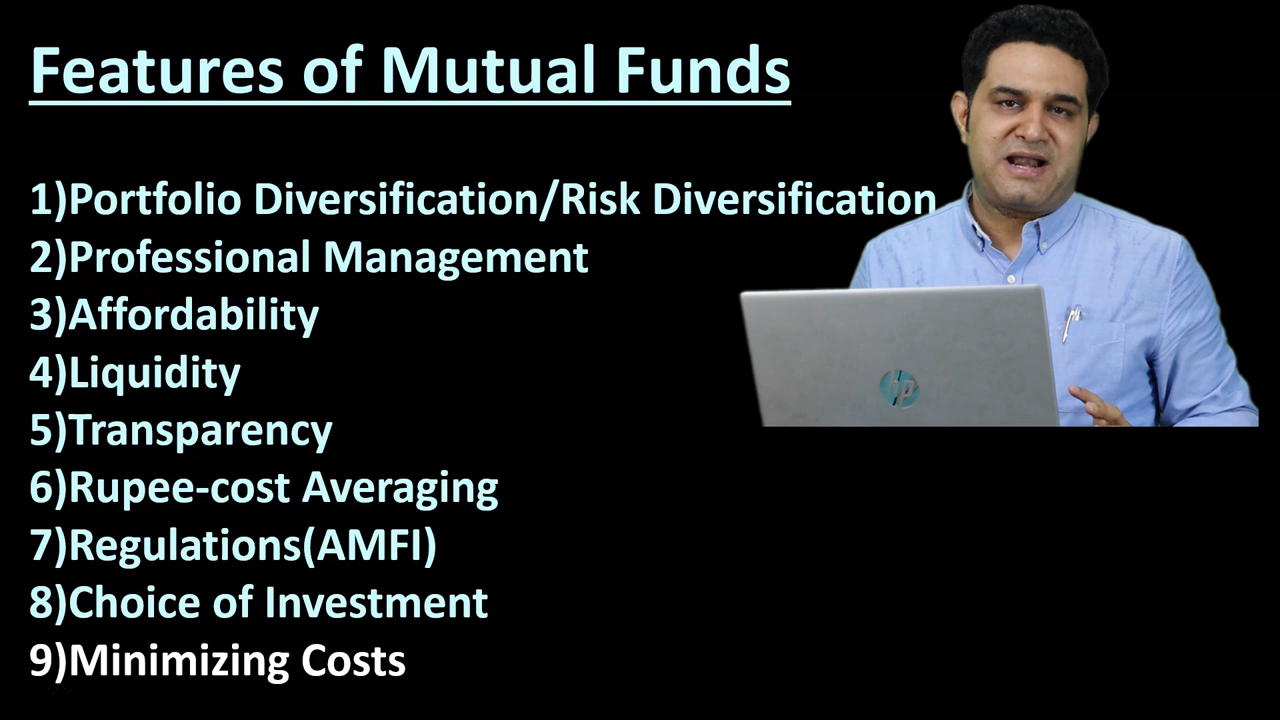 Features of Mutual Funds
1)Portfolio Diversification/Risk Diversification
2)Professional Management
3)Affordability
4)Liquidity
5)Transparency
6)Rupee-cost Averaging
7)Regulations(AMFI)
8)Choice of Investment
9)Minimizing Costs
hp